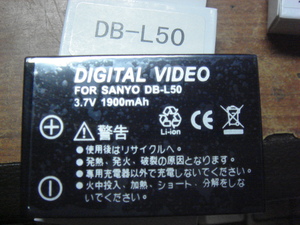 DB-L50
DIGITAL VIDEO
FOR SANYO DB-L50
3.7V 1900mAh
Li-ion
警告
●使用後はリサイクルへ。
●発熱、発火、破裂の原因になります。
●専用充電器以外で充電しないでください。
●火中投入、加熱、ショート、分解をしな
いでください。